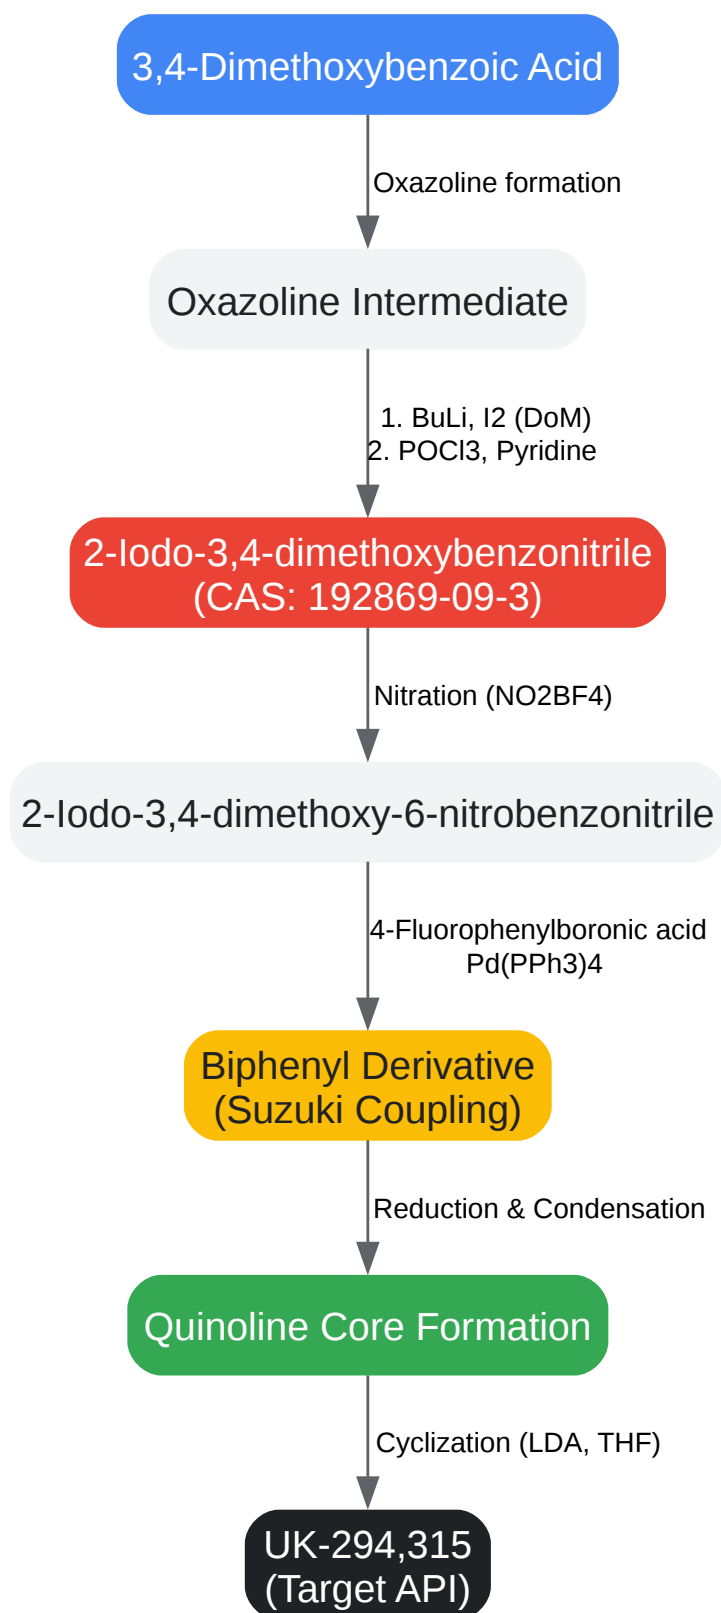 3,4-Dimethoxybenzoic Acid
Oxazoline formation
Oxazoline Intermediate
1. BuLi, I2 (DoM)
2. POCl3, Pyridine
2-Iodo-3,4-dimethoxybenzonitrile
(CAS: 192869-09-3)
Nitration (NO2BF4)
2-Iodo-3,4-dimethoxy-6-nitrobenzonitrile
4-Fluorophenylboronic acid
Pd(PPh3)4
Biphenyl Derivative
(Suzuki Coupling)
Reduction & Condensation
Quinoline Core Formation
Cyclization (LDA, THF)
UK-294,315
(Target API)